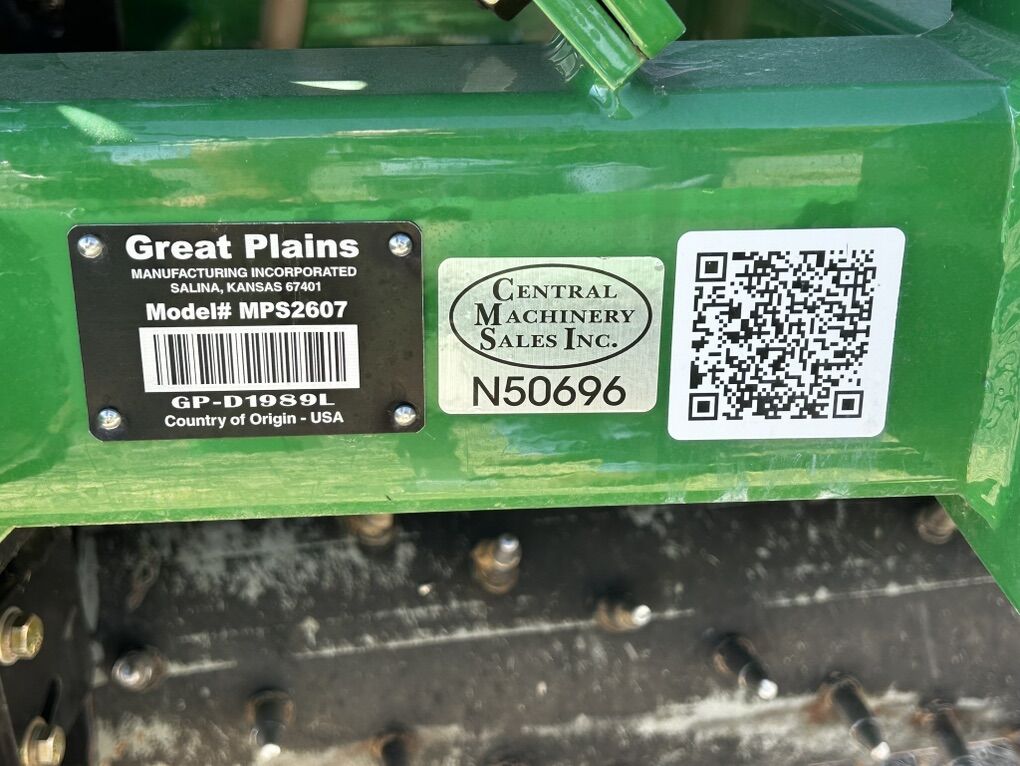 Great Plains
MANUFACTURING INCORPORATED
SALINA, KANSAS 67401
Model# MPS2607
GP-D1989L
Country of Origin - USA
CENTRAL
MACHINERY
SALES INC.
N50696